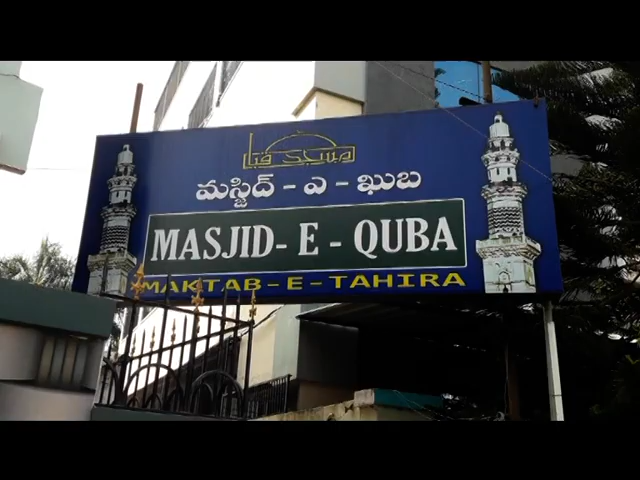 مسجد قبا
మస్జిద్ - ఎ - ఖుబ
MASJID - E - QUBA
MAKTAB - E - TAHIRA